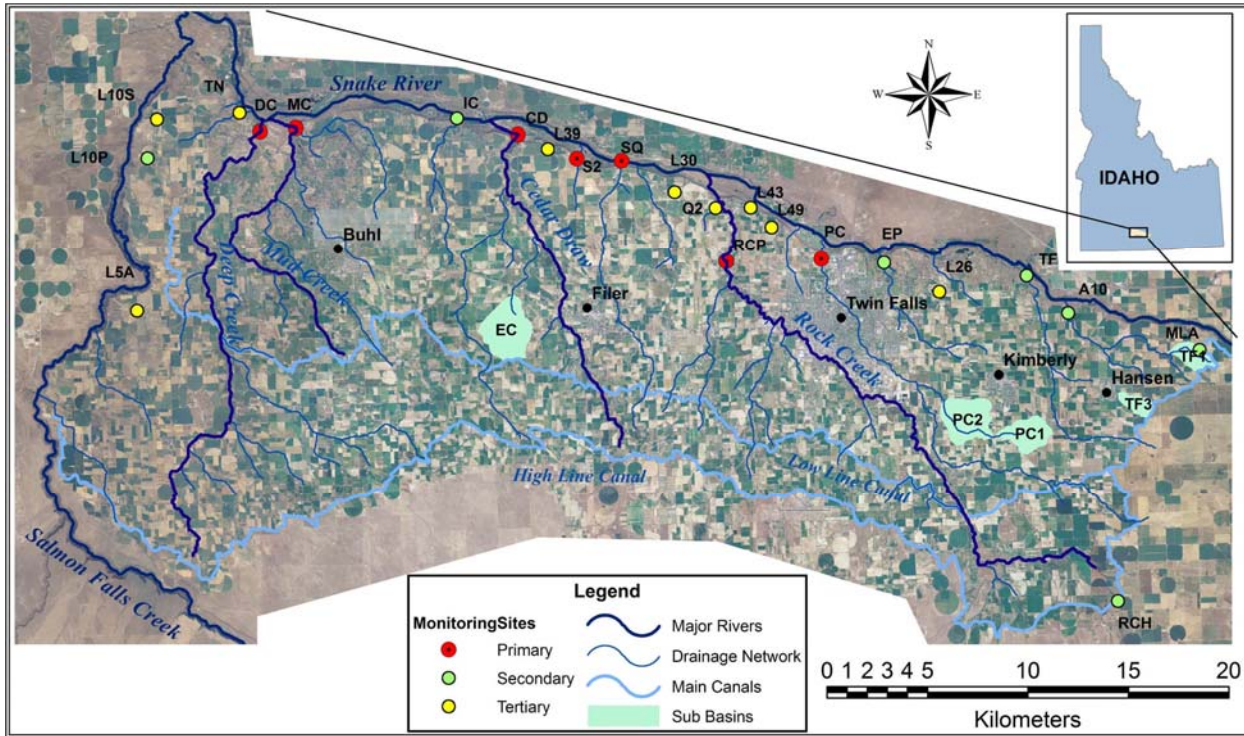 N
W
E
S
IDAHO
Snake River
TN
L10S
DC
MC
IC
CD
L39
S2
SQ
L30
L10P
Q2
L43
L49
RCP
PC
EP
L26
TF
A10
MLA
TF1
TF3
L5A
Buhl
Deep Creek
Mud Creek
Cedar Draw
EC
Filer
Twin Falls
Rock Creek
Kimberly
Hansen
PC2
PC1
High Line Canal
Low Line Canal
Salmon Falls Creek
RCH
Legend
MonitoringSites
Primary
Secondary
Tertiary
Major Rivers
Drainage Network
Main Canals
Sub Basins
0 1 2 3 4 5 10 15 20
Kilometers